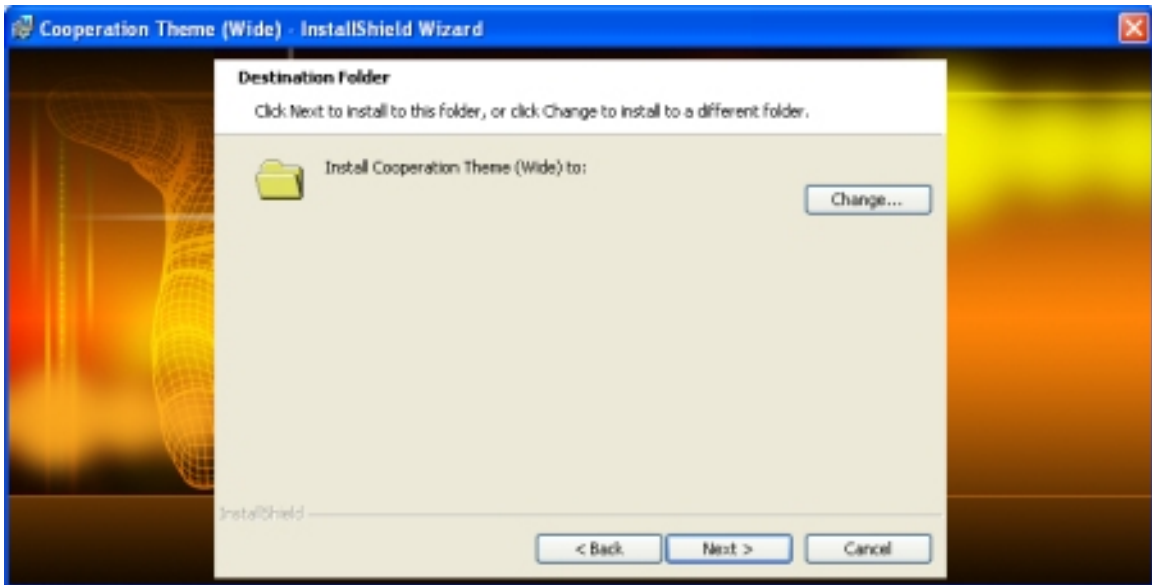 Cooperation Theme (Wide) - InstallShield Wizard
Destination Folder
Click Next to install to this folder, or click Change to install to a different folder.
Install Cooperation Theme (Wide) to:
Change...
InstallShield
< Back
Next >
Cancel